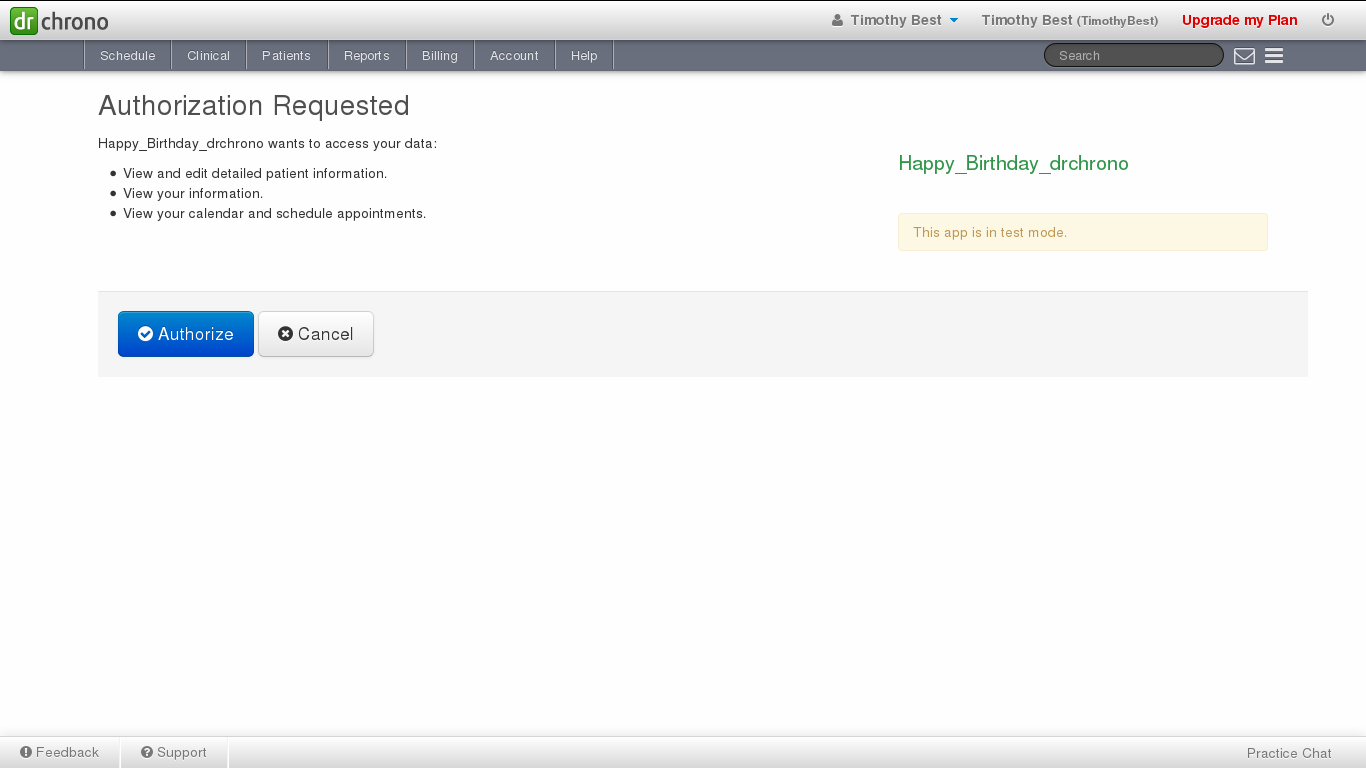 dr chrono
Timothy Best
Timothy Best (TimothyBest)
Upgrade my Plan
Schedule
Clinical
Patients
Reports
Billing
Account
Help
Search
Authorization Requested
Happy_Birthday_drchrono wants to access your data:
View and edit detailed patient information.
View your information.
View your calendar and schedule appointments.
Happy_Birthday_drchrono
This app is in test mode.
Authorize
Cancel
Feedback
Support
Practice Chat